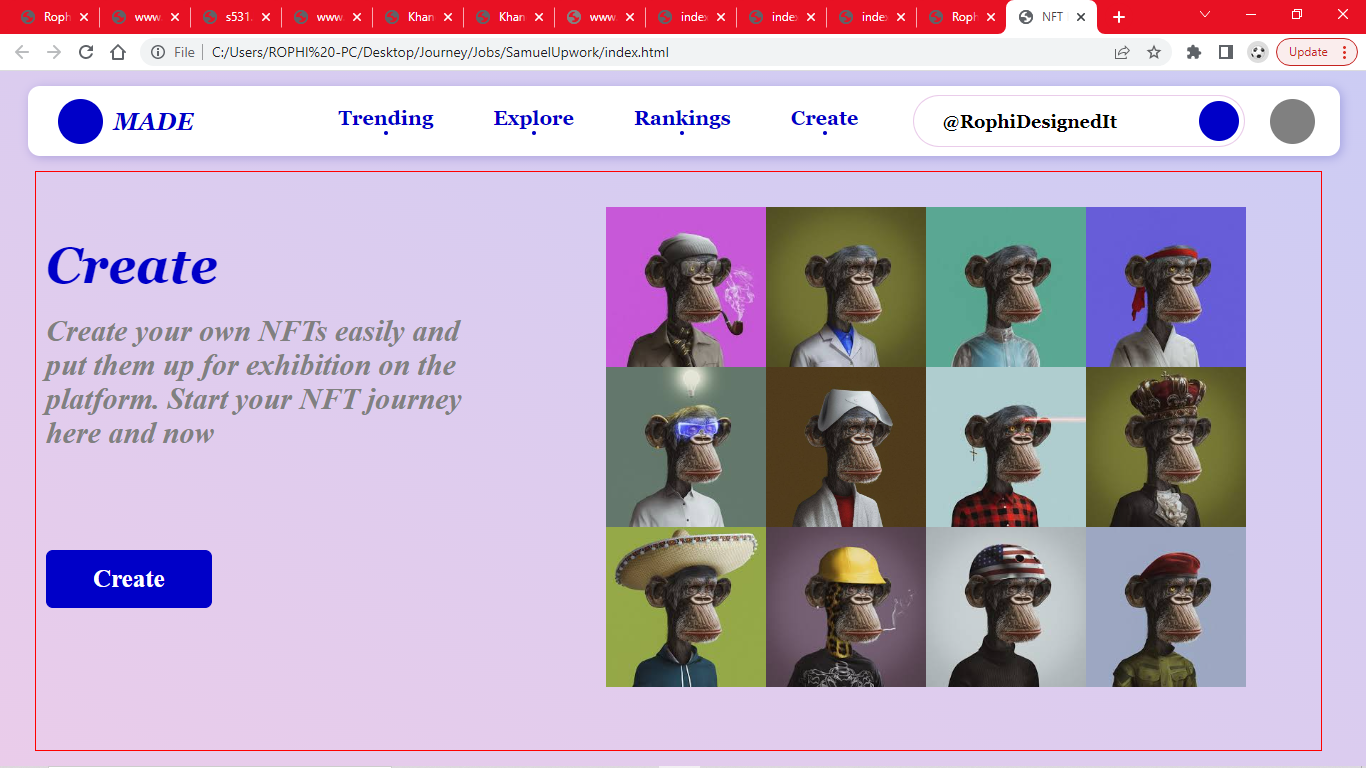 Roph
www.
s531.
www.
Khan
Khan
www.
index
index
index
Roph
NFT
File
C:/Users/ROPHI%20-PC/Desktop/Journey/Jobs/SamuelUpwork/index.html
Update
MADE
Trending
Explore
Rankings
Create
@RophiDesignedIt
Create
Create your own NFTs easily and
put them up for exhibition on the
platform. Start your NFT journey
here and now
Create